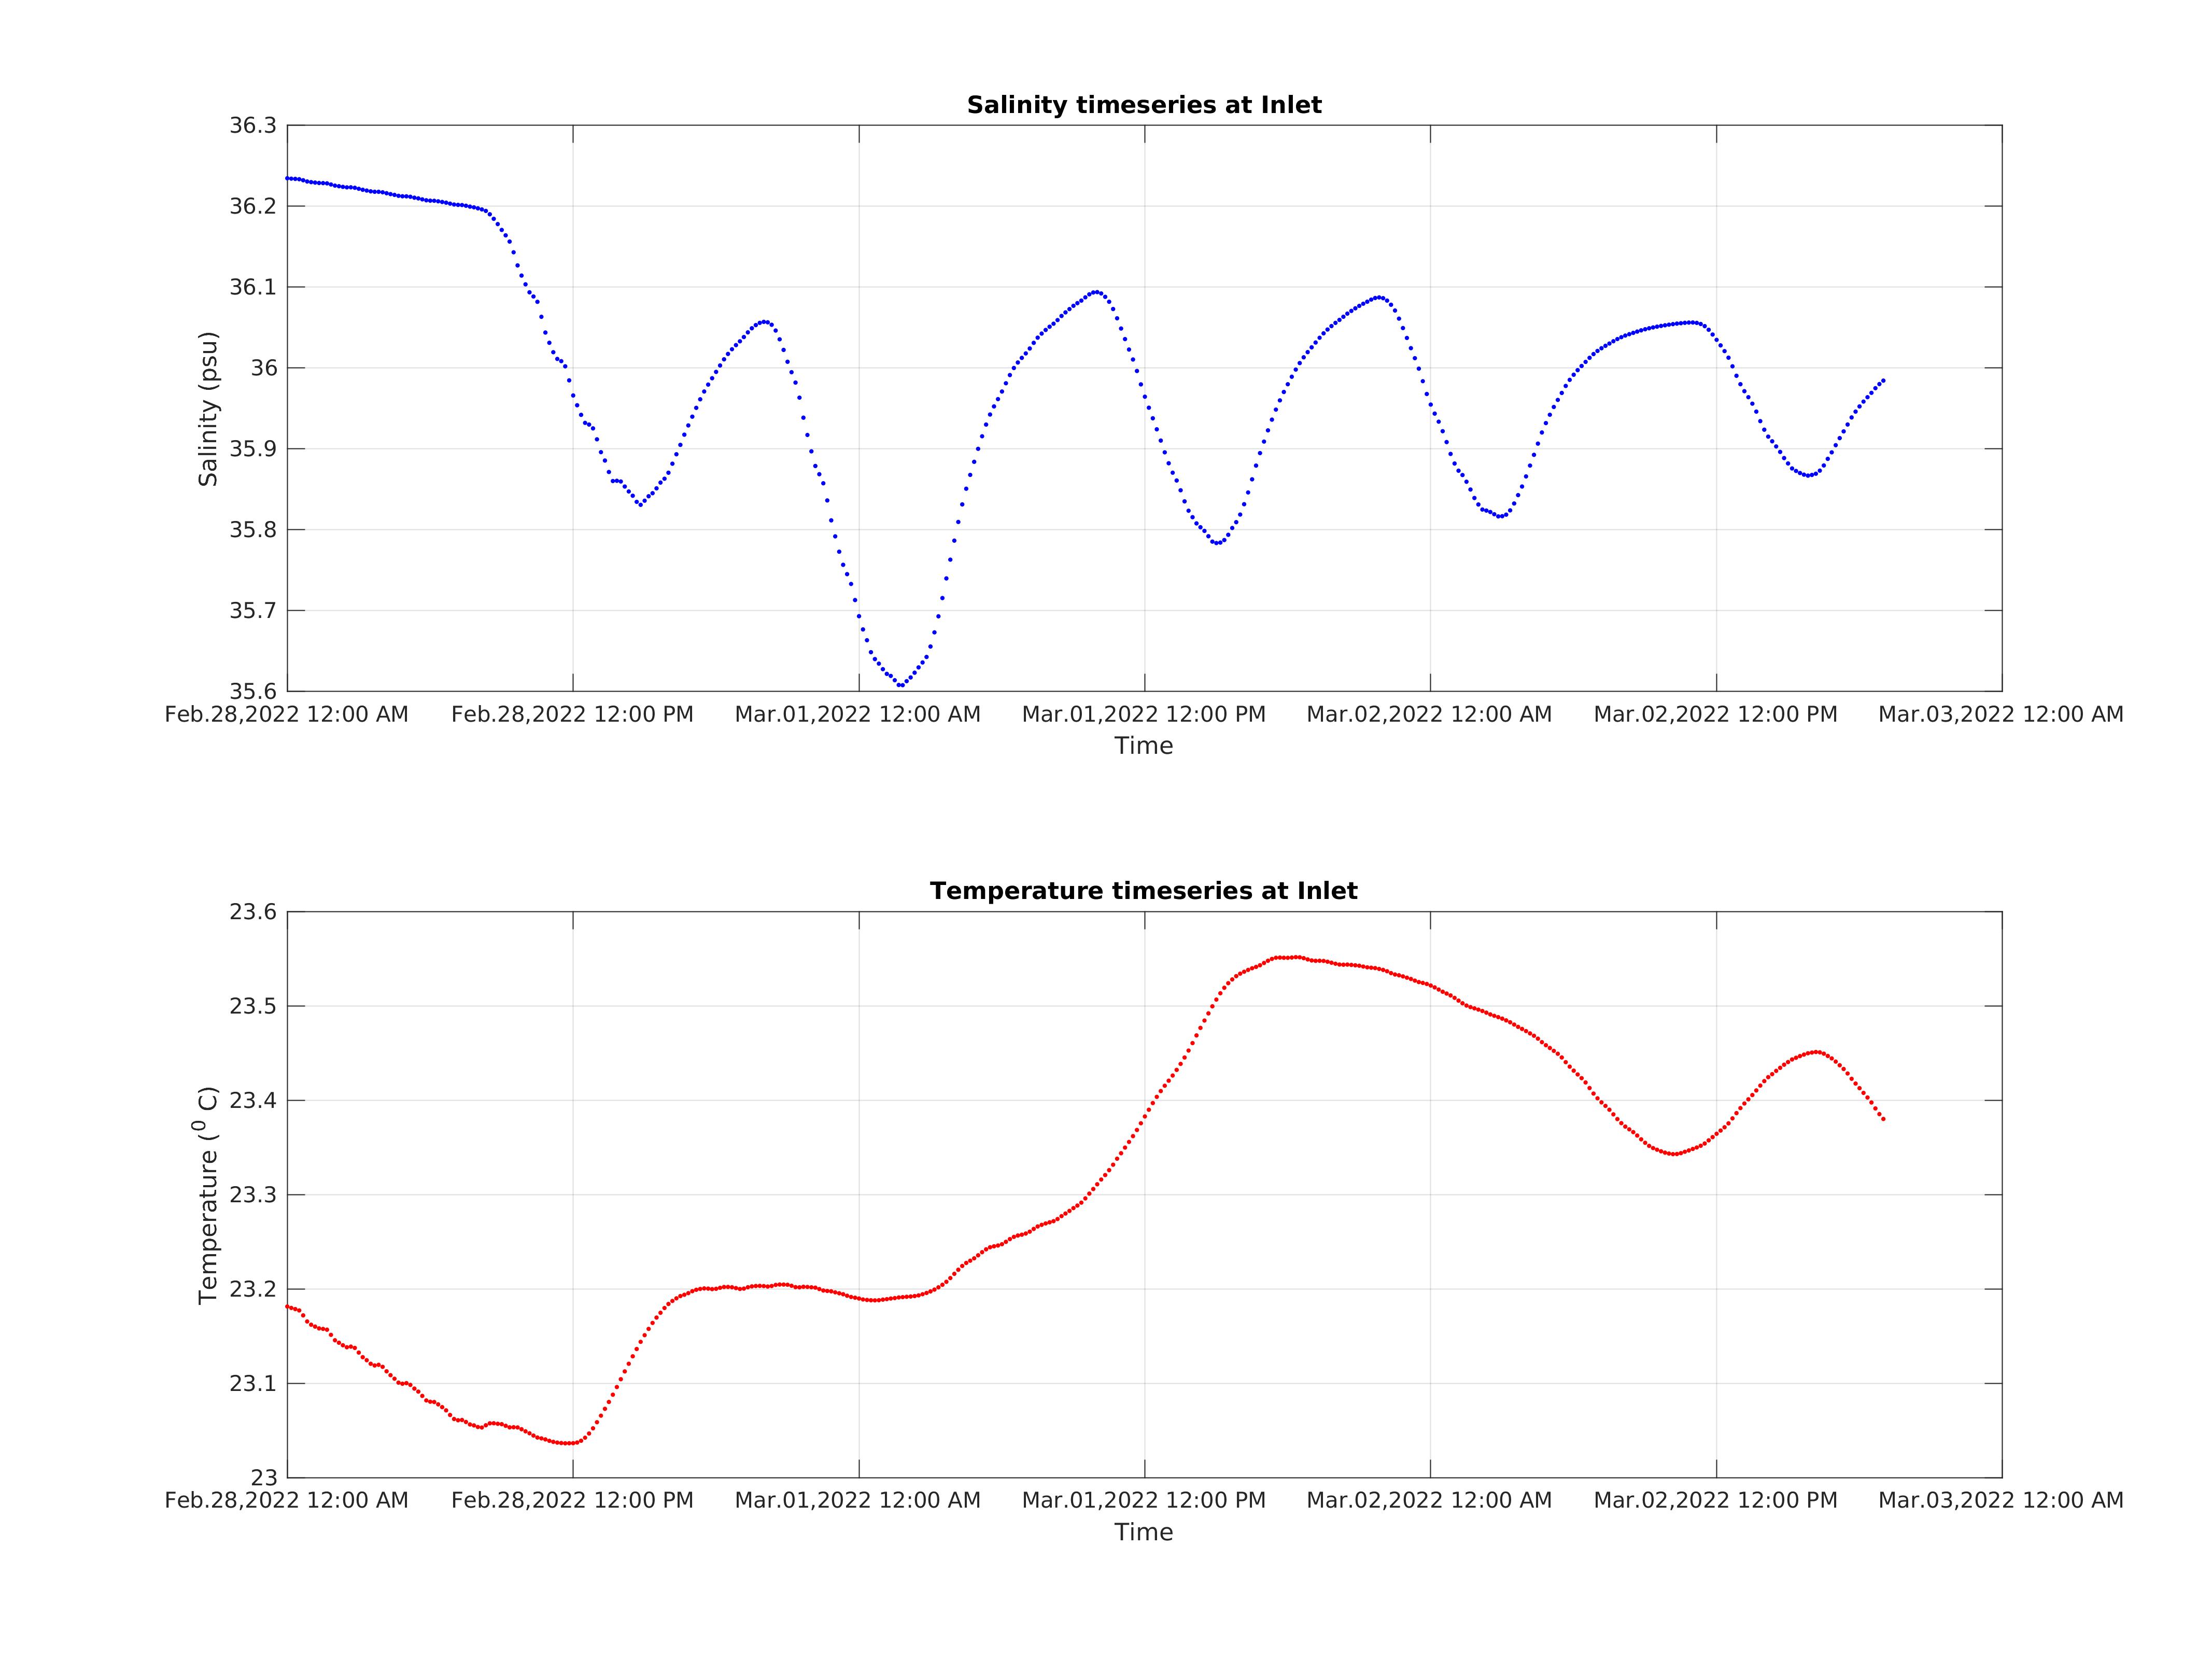 Salinity timeseries at Inlet
36.3
36.2
36.1
36
35.9
35.8
35.7
35.6
Salinity (psu)
Feb.28,2022 12:00 AM Feb.28,2022 12:00 PM Mar.01,2022 12:00 AM Mar.01,2022 12:00 PM Mar.02,2022 12:00 AM Mar.02,2022 12:00 PM Mar.03,2022 12:00 AM
Time
Temperature timeseries at Inlet
23.6
23.5
23.4
23.3
23.2
23.1
23
Temperature (⁰ C)
Feb.28,2022 12:00 AM Feb.28,2022 12:00 PM Mar.01,2022 12:00 AM Mar.01,2022 12:00 PM Mar.02,2022 12:00 AM Mar.02,2022 12:00 PM Mar.03,2022 12:00 AM
Time